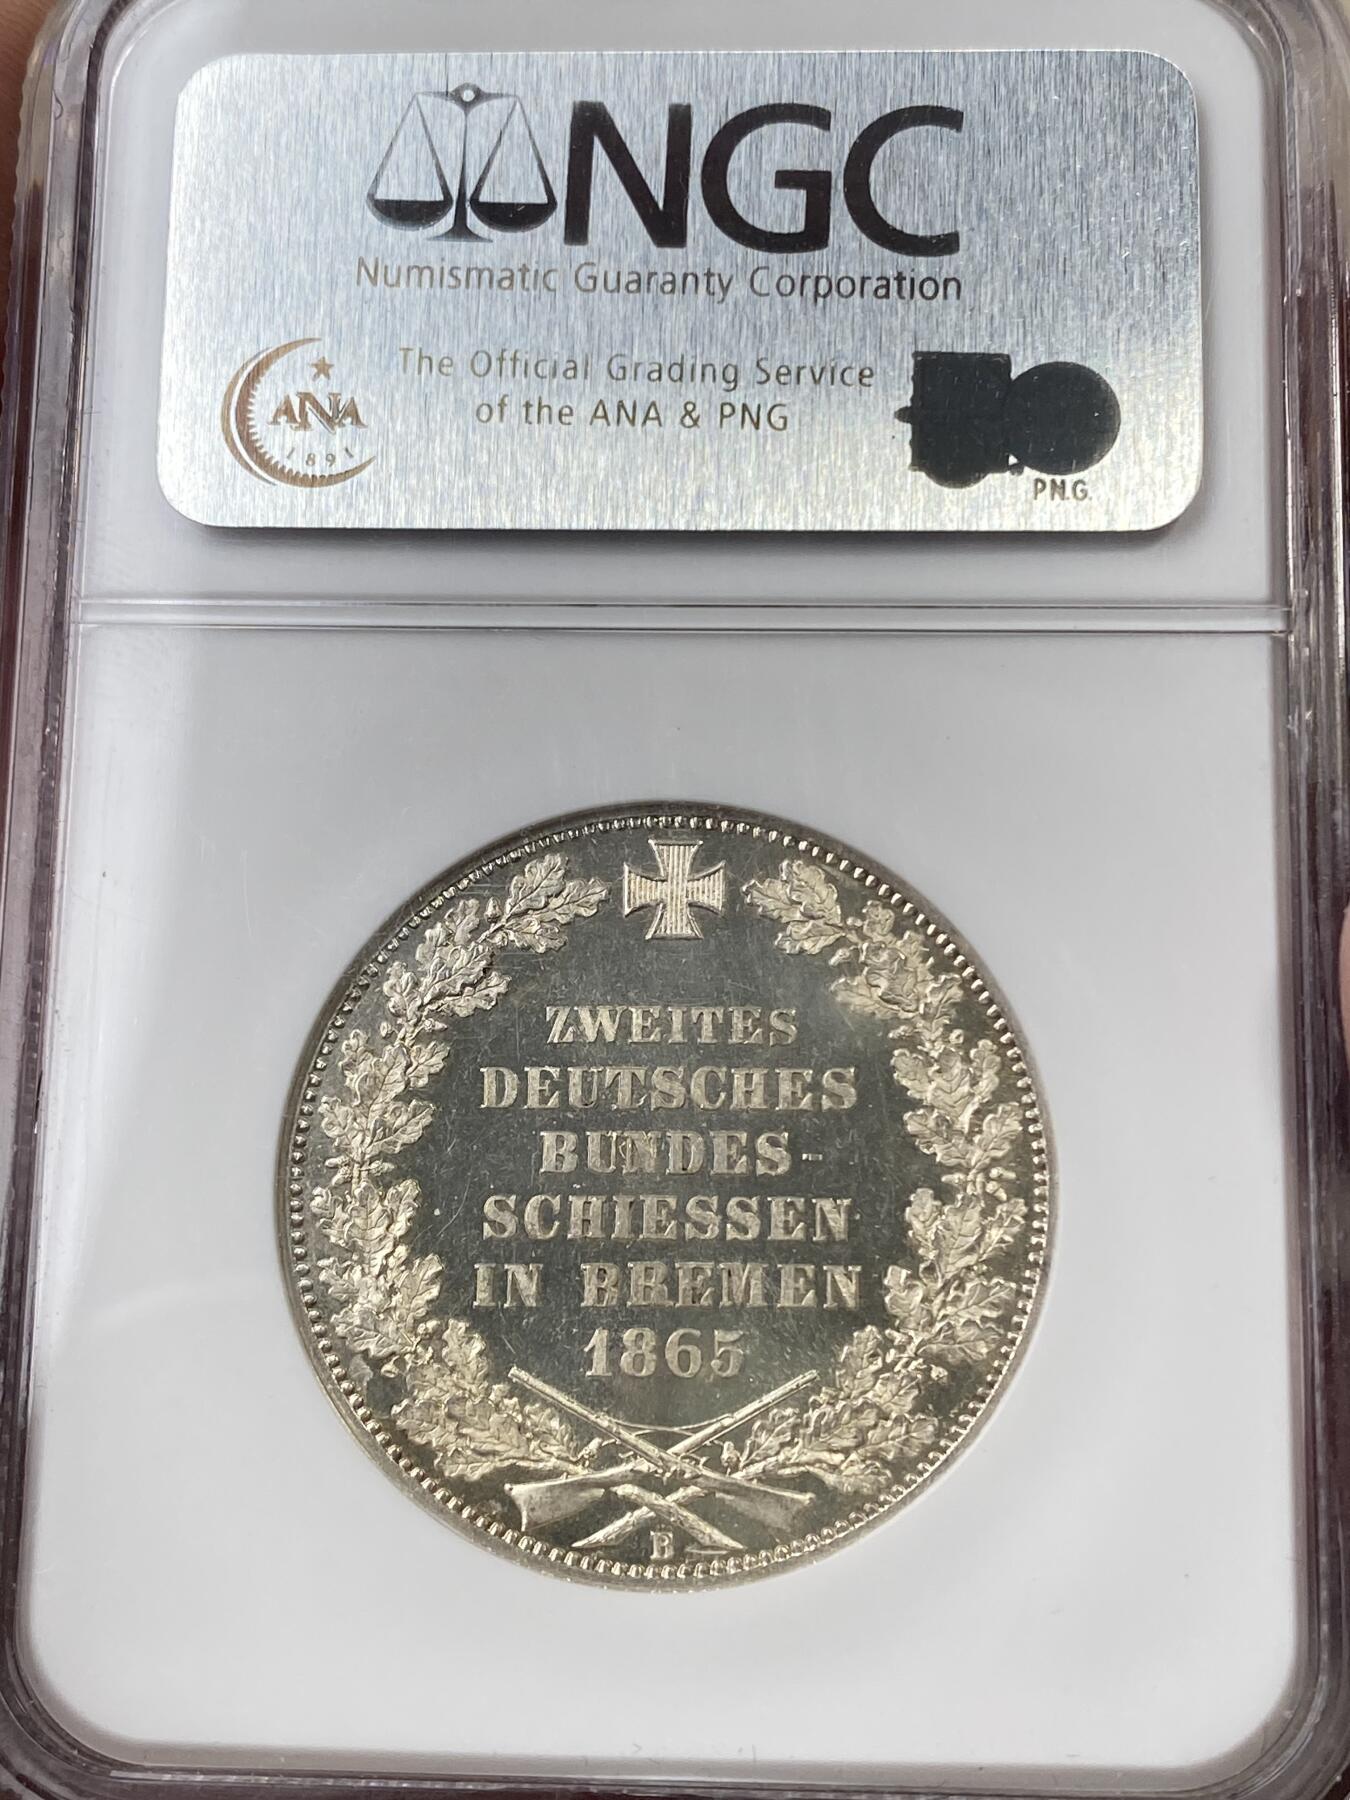 NGC
Numismatic Guaranty Corporation
ANA
1891
The Official Grading Service
of the ANA & PNG
P.N.G.
ZWEITES
DEUTSCHES
BUNDES-
SCHIESSEN
IN BREMEN
1865
B